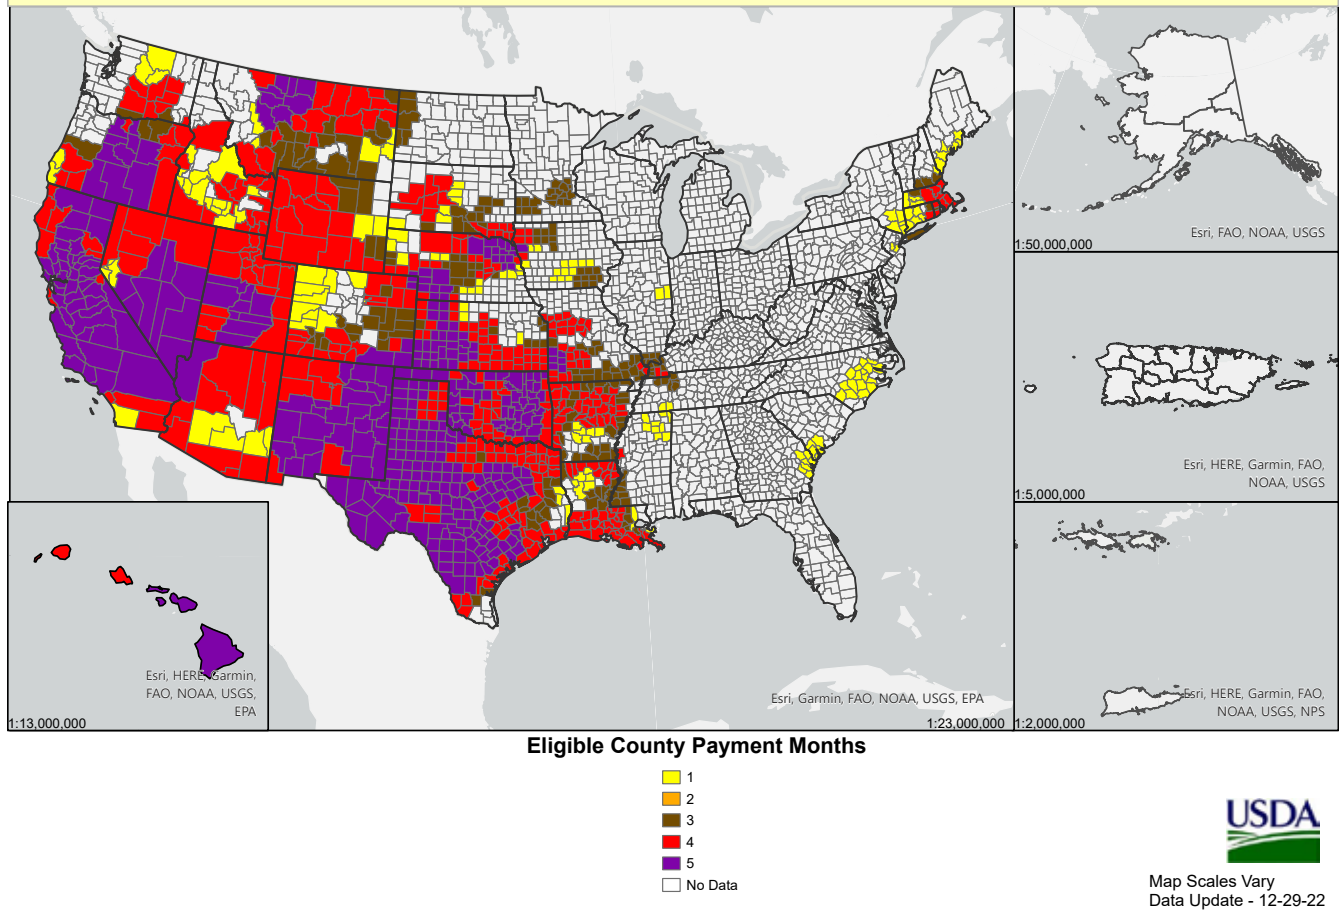 Esri, FAO, NOAA, USGS
1:50,000,000
Esri, HERE, Garmin, FAO,
NOAA, USGS
1:5,000,000
Esri, HERE, Garmin,
FAO, NOAA, USGS,
EPA
1:13,000,000
Esri, Garmin, FAO, NOAA, USGS, EPA
1:23,000,000
Esri, HERE, Garmin, FAO,
NOAA, USGS, NPS
1:2,000,000
Eligible County Payment Months
1
2
3
4
5
No Data
USDA
Map Scales Vary
Data Update - 12-29-22